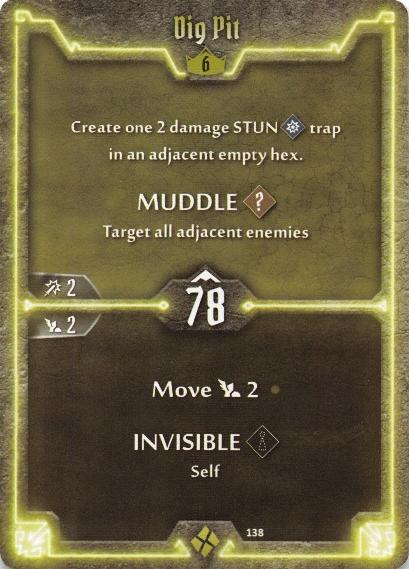 Dig Pit
6
Create one 2 damage STUN trap
in an adjacent empty hex.
MUDDLE ?
Target all adjacent enemies
2
78
2
Move 2
INVISIBLE
Self
138